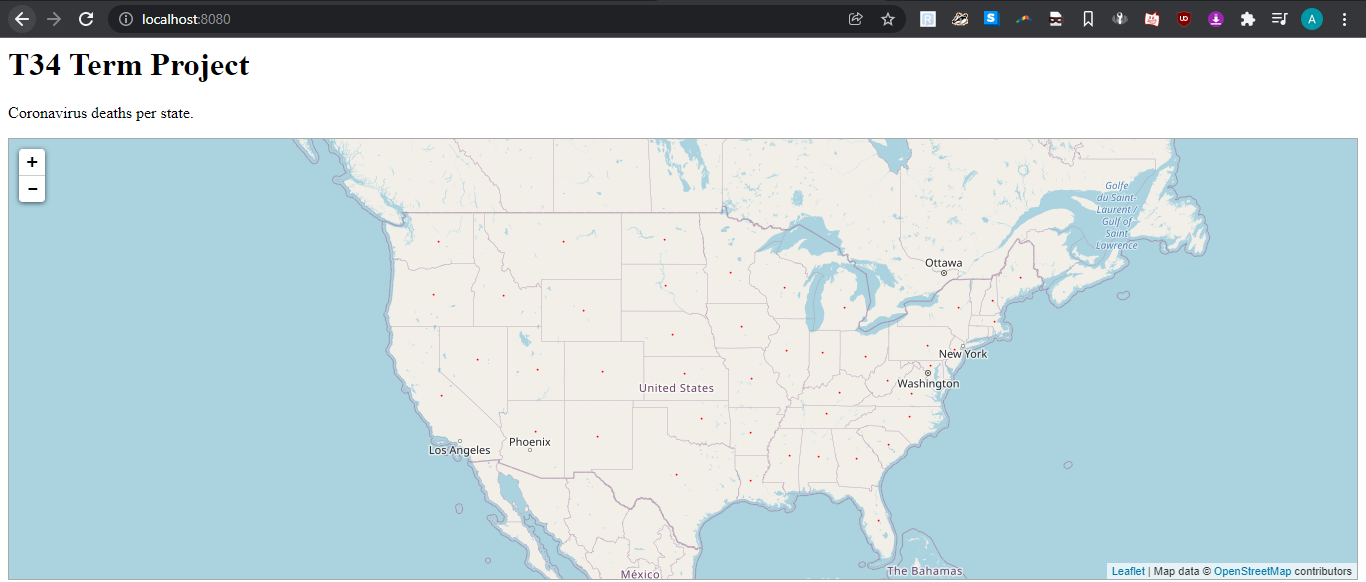 localhost:8080
A
T34 Term Project
Coronavirus deaths per state.
+
−
Golfe
du Saint-
Laurent /
Gulf of
Saint
Lawrence
Ottawa
New York
Washington
United States
Los Angeles
Phoenix
México
The Bahamas
Leaflet | Map data © OpenStreetMap contributors